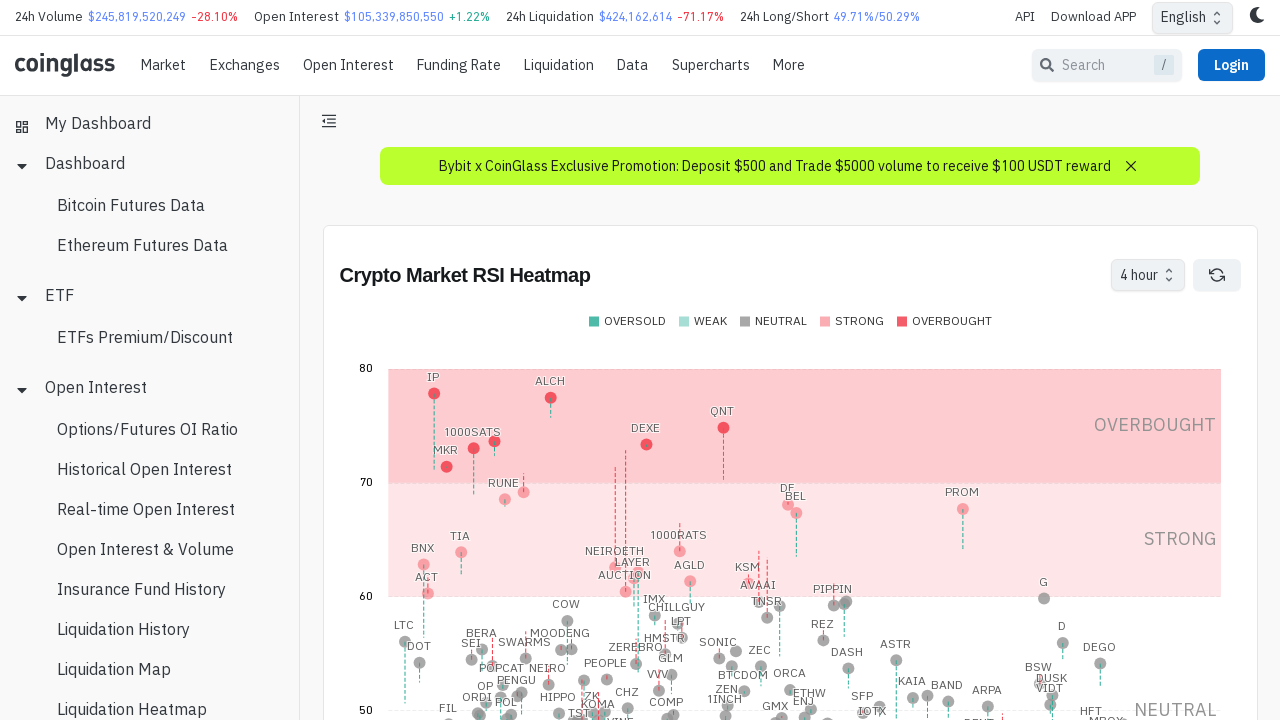 24h Volume $245,819,520,249 -28.10% Open Interest $105,339,850,550 +1.22% 24h Liquidation $424,162,614 -71.17% 24h Long/Short 49.71%/50.29% API Download APP English
coinglass Market Exchanges Open Interest Funding Rate Liquidation Data Supercharts More Search / Login
My Dashboard
Dashboard
Bitcoin Futures Data
Ethereum Futures Data
ETF
ETFs Premium/Discount
Open Interest
Options/Futures OI Ratio
Historical Open Interest
Real-time Open Interest
Open Interest & Volume
Insurance Fund History
Liquidation History
Liquidation Map
Liquidation Heatmap
Bybit x CoinGlass Exclusive Promotion: Deposit $500 and Trade $5000 volume to receive $100 USDT reward
Crypto Market RSI Heatmap 4 hour
OVERSOLD WEAK NEUTRAL STRONG OVERBOUGHT
80
IP
ALCH
QNT
OVERBOUGHT
DEXE
1000SATS
MKR
70
RUNE
DF
PROM
BEL
1000RATS
TIA
STRONG
BNX
NEIROETH
LAYER
AGLD
KSM
ACT
AUCTION
G
AVAAI
PIPPIN
60
IMX
TNSR
COW
CHILLGUY
LPT
REZ
LTC
D
BERA
MOODENG
HMSTR
SEI
SWARMS
SONIC
ASTR
DOT
ZEREBRO
DEGO
ZEC
DASH
GLM
PEOPLE
POPCAT
NEIRO
BSW
VVV
BTCDOM
ORCA
PENGU
DUSK
KAIA
OP
BAND
VIDT
ZEN
ARPA
CHZ
ETHW
ORDI
HIPPO
ZK
SFP
1INCH
POL
COMP
ENJ
KOMA
GMX
FIL
50
NEUTRAL
HFT
IOTX